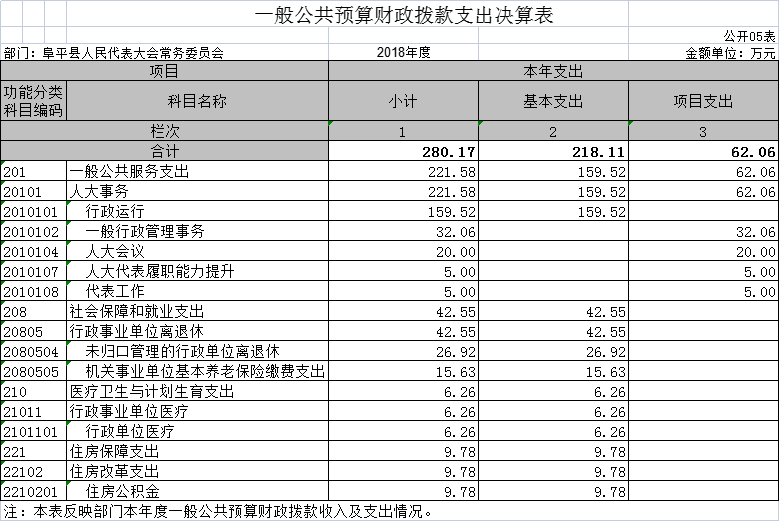 一般公共预算财政拨款支出决算表
公开05表
部门：阜平县人民代表大会常务委员会 2018年度 金额单位：万元
项目 本年支出
功能分类科目编码 科目名称 小计 基本支出 项目支出
栏次 1 2 3
合计 280.17 218.11 62.06
201 一般公共服务支出 221.58 159.52 62.06
20101 人大事务 221.58 159.52 62.06
2010101 行政运行 159.52 159.52
2010102 一般行政管理事务 32.06 32.06
2010104 人大会议 20.00 20.00
2010107 人大代表履职能力提升 5.00 5.00
2010108 代表工作 5.00 5.00
208 社会保障和就业支出 42.55 42.55
20805 行政事业单位离退休 42.55 42.55
2080504 未归口管理的行政单位离退休 26.92 26.92
2080505 机关事业单位基本养老保险缴费支出 15.63 15.63
210 医疗卫生与计划生育支出 6.26 6.26
21011 行政事业单位医疗 6.26 6.26
2101101 行政单位医疗 6.26 6.26
221 住房保障支出 9.78 9.78
22102 住房改革支出 9.78 9.78
2210201 住房公积金 9.78 9.78
注：本表反映部门本年度一般公共预算财政拨款收入及支出情况。